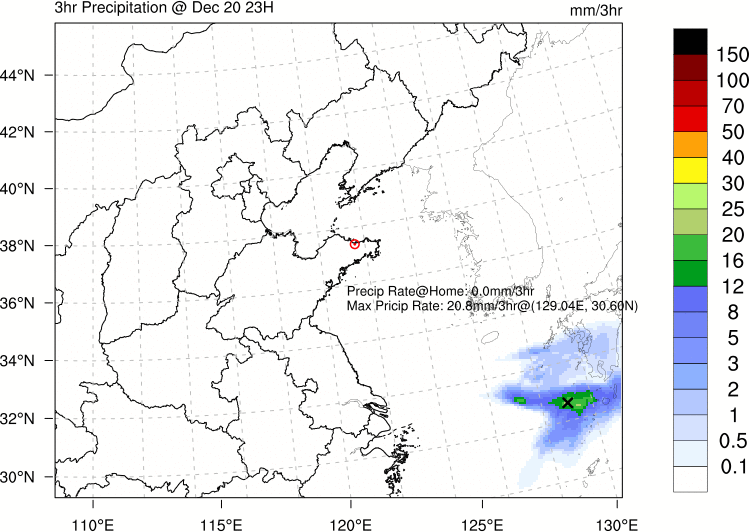 3hr Precipitation @ Dec 20 23H
mm/3hr
44°N
42°N
40°N
38°N
36°N
34°N
32°N
30°N
Precip Rate@Home: 0.0mm/3hr
Max Pricip Rate: 20.8mm/3hr@(129.04E, 30.60N)
110°E 115°E 120°E 125°E 130°E
150
100
70
50
40
30
25
20
16
12
8
5
3
2
1
0.5
0.1